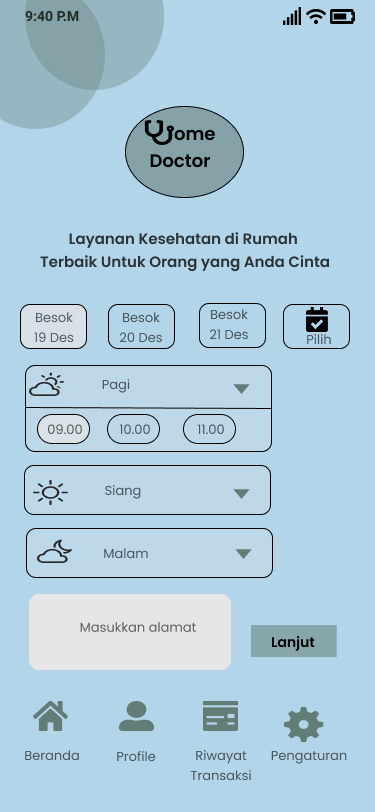 9:40 P.M
ome
Doctor
Layanan Kesehatan di Rumah
Terbaik Untuk Orang yang Anda Cinta
Besok
19 Des
Besok
20 Des
Besok
21 Des
Pilih
Pagi
09.00 10.00 11.00
Siang
Malam
Masukkan alamat
Lanjut
Beranda Profile Riwayat Transaksi Pengaturan